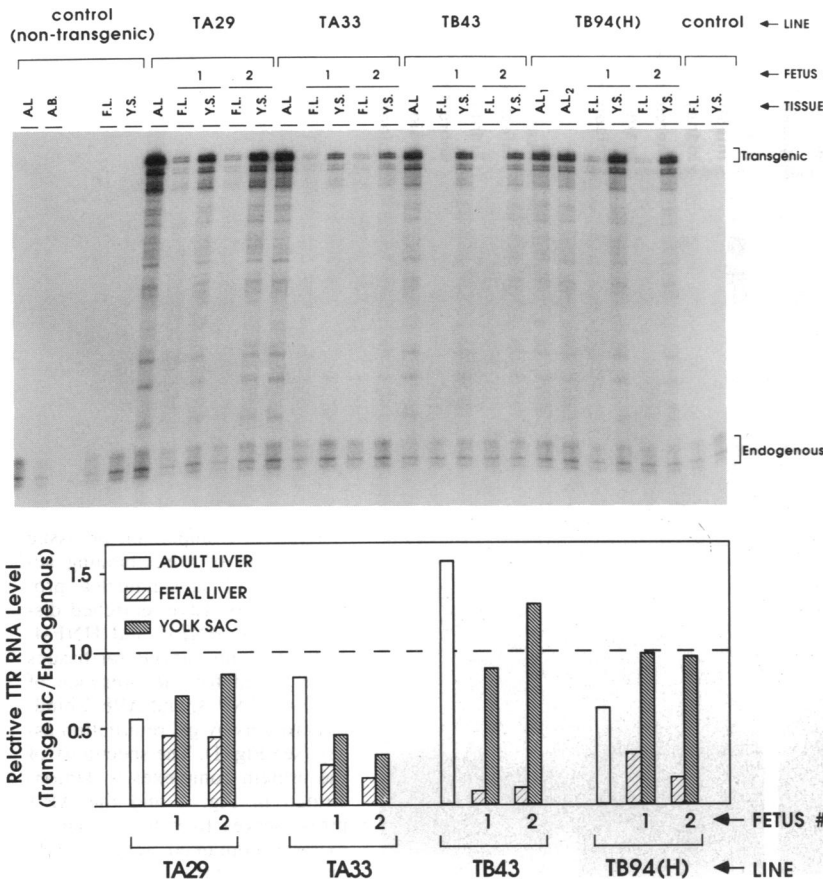 control (non-transgenic) TA29 TA33 TB43 TB94(H) control ← LINE
1 2 1 2 1 2 1 2 ← FETUS
A.L. A.B. F.L. Y.S. A.L. F.L. Y.S. F.L. Y.S. A.L. F.L. Y.S. F.L. Y.S. A.L. F.L. Y.S. F.L. Y.S. A.L.1 A.L.2 F.L. Y.S. F.L. Y.S. F.L. Y.S. ← TISSUE
Transgenic
Endogenous
Relative TTR RNA Level
(Transgenic/Endogenous)
1.5
1.0
0.5
ADULT LIVER
FETAL LIVER
YOLK SAC
1 2 1 2 1 2 1 2 ← FETUS #
TA29 TA33 TB43 TB94(H) ← LINE